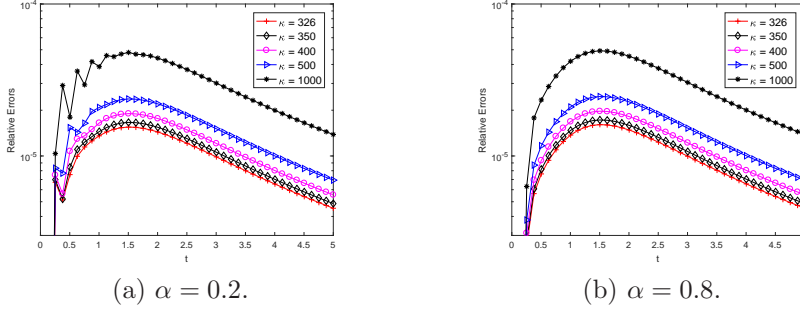 10^-4
κ = 326
κ = 350
κ = 400
κ = 500
κ = 1000
Relative Errors
10^-5
0 0.5 1 1.5 2 2.5 3 3.5 4 4.5 5
t
(a) α = 0.2.
10^-4
κ = 326
κ = 350
κ = 400
κ = 500
κ = 1000
Relative Errors
10^-5
0 0.5 1 1.5 2 2.5 3 3.5 4 4.5
t
(b) α = 0.8.